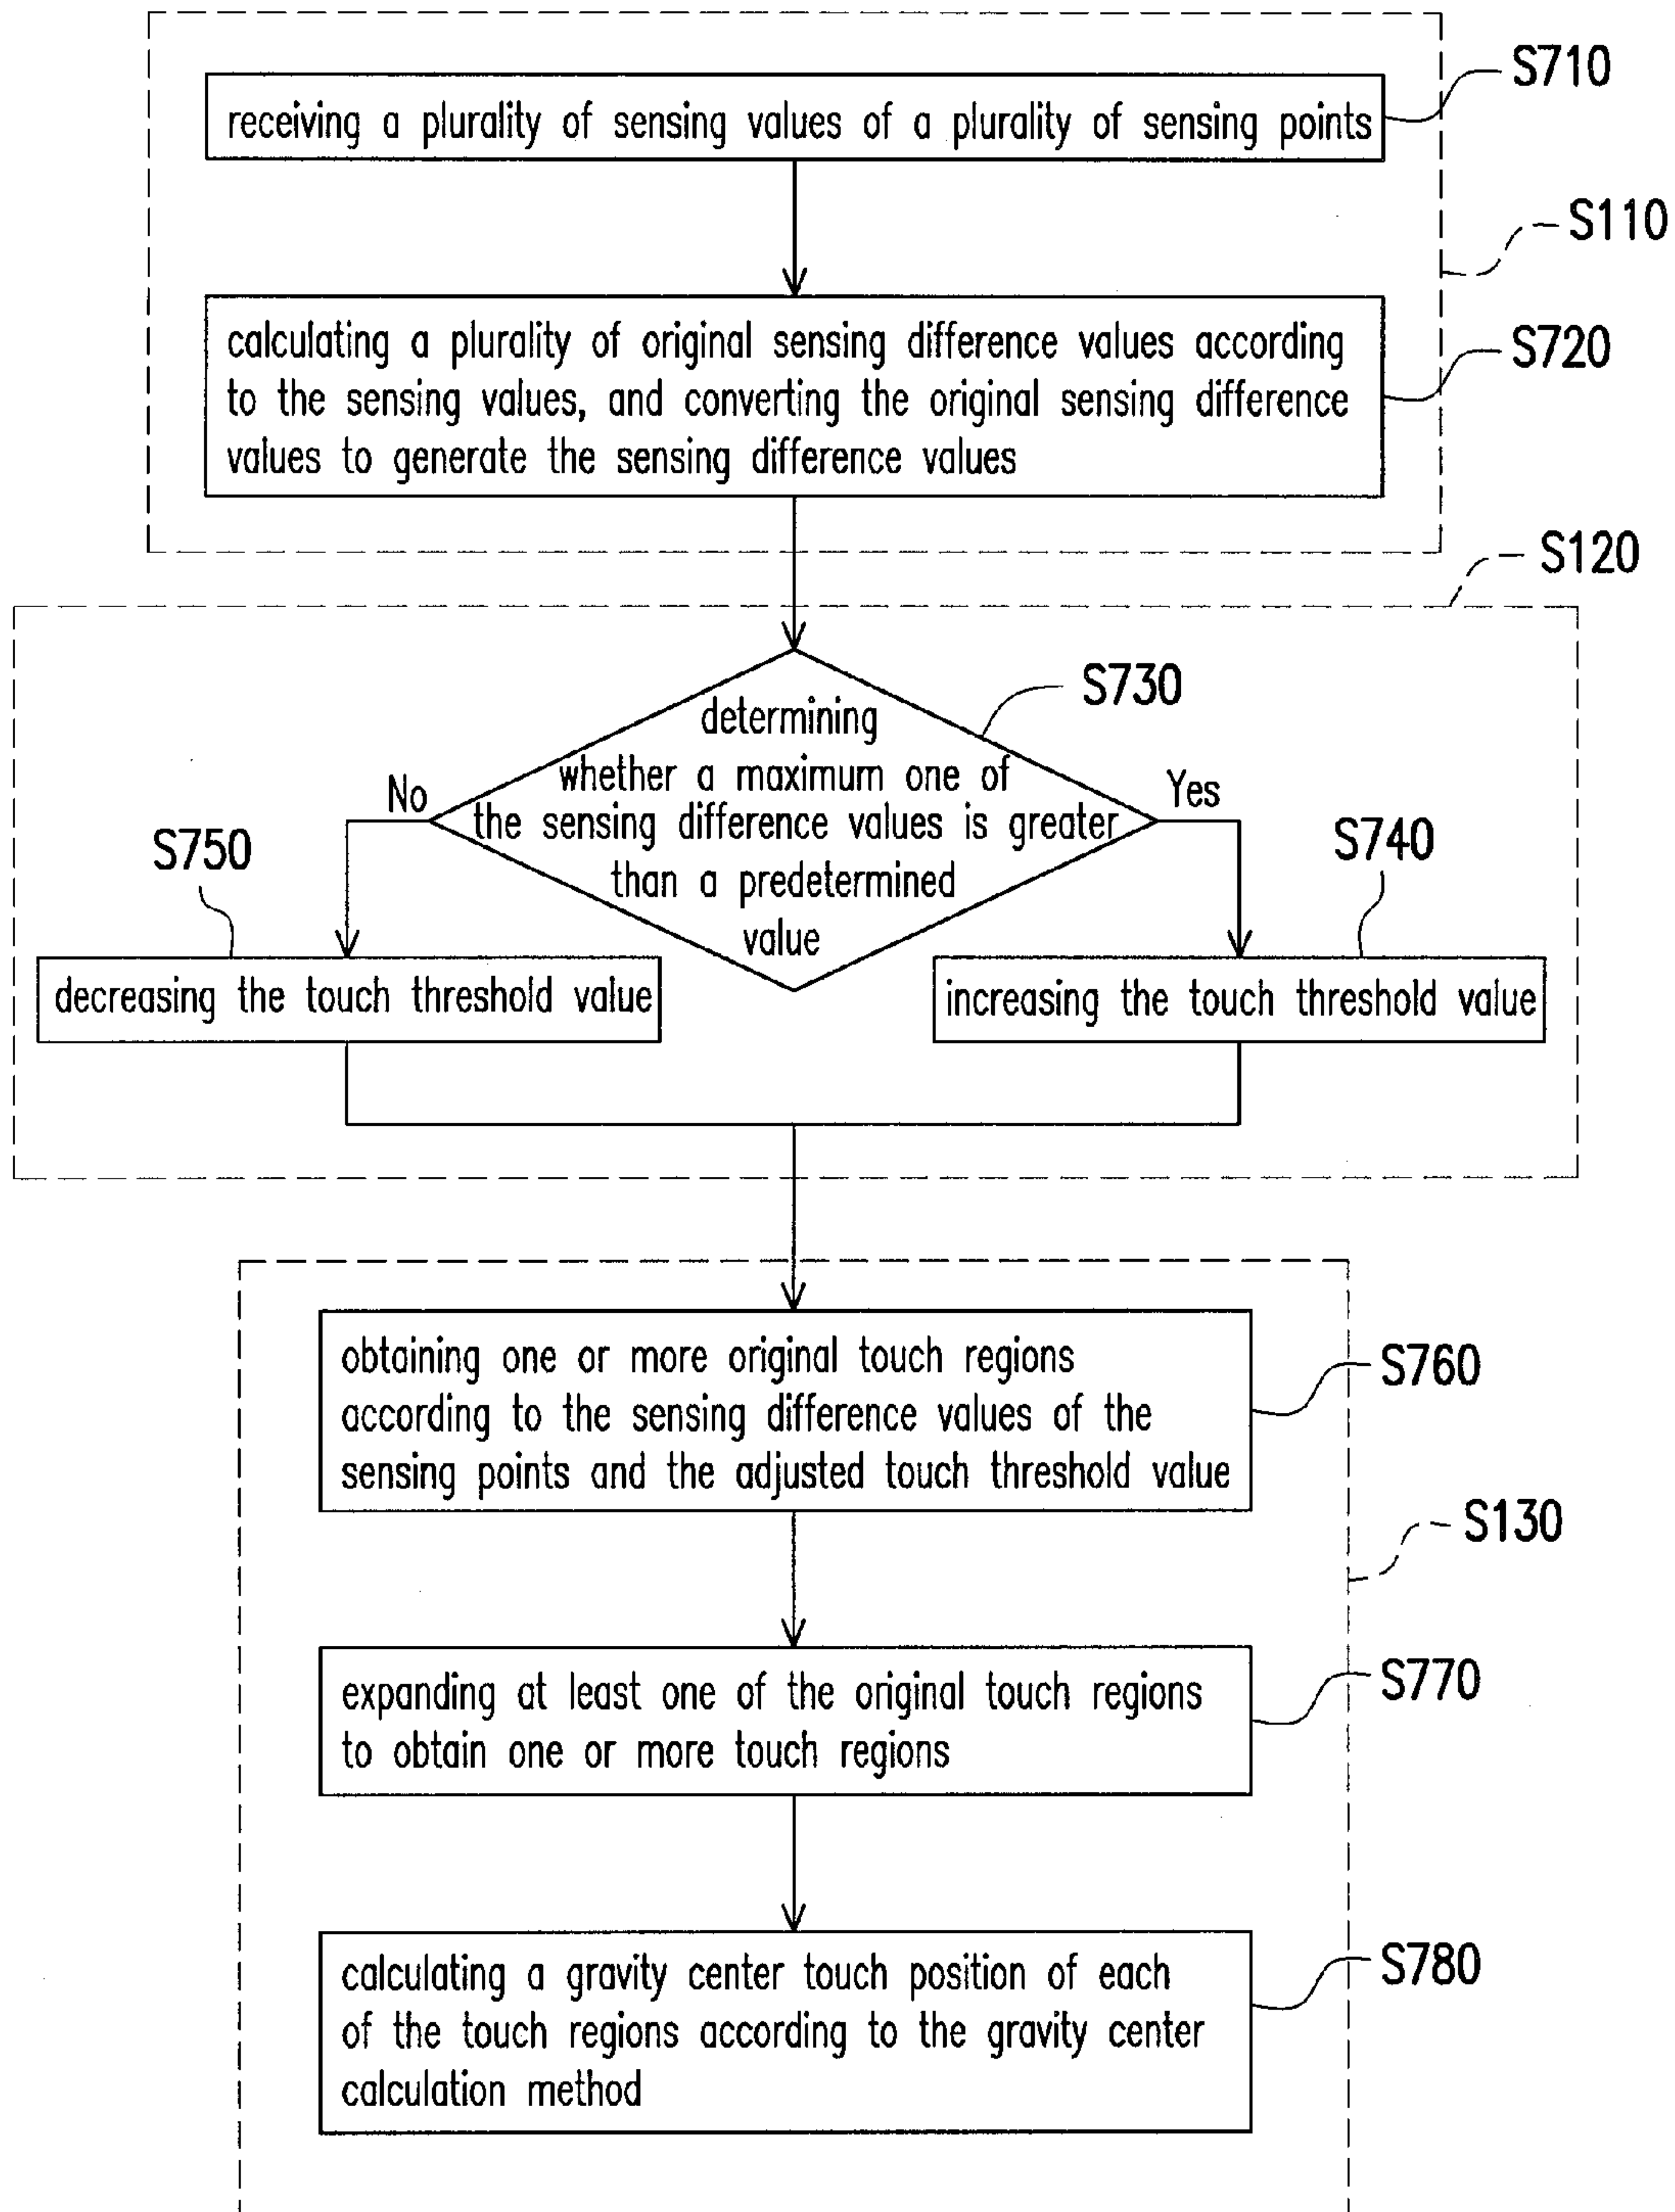 S710
receiving a plurality of sensing values of a plurality of sensing points
S110
S720
calculating a plurality of original sensing difference values according
to the sensing values, and converting the original sensing difference
values to generate the sensing difference values
S120
S730
determining
whether a maximum one of
the sensing difference values is greater
than a predetermined
value
No
Yes
S750
S740
decreasing the touch threshold value
increasing the touch threshold value
obtaining one or more original touch regions
according to the sensing difference values of the
sensing points and the adjusted touch threshold value
S760
S130
expanding at least one of the original touch regions
to obtain one or more touch regions
S770
calculating a gravity center touch position of each
of the touch regions according to the gravity center
calculation method
S780